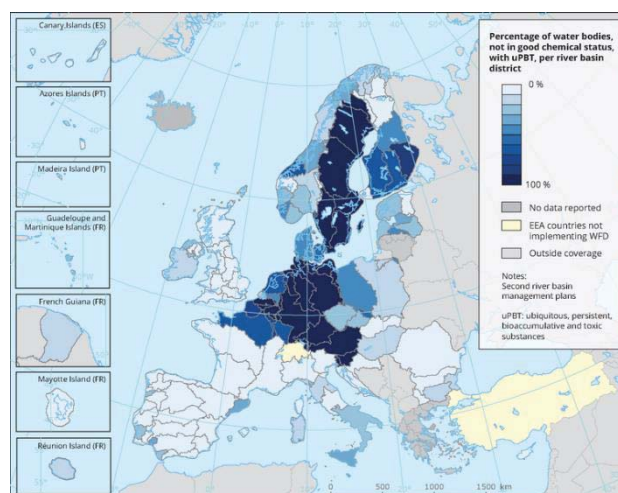 Canary Islands (ES)
Azores Islands (PT)
Madeira Island (PT)
Guadeloupe and
Martinique Islands (FR)
French Guiana (FR)
Mayotte Island (FR)
Réunion Island (FR)
Percentage of water bodies,
not in good chemical status,
with uPBT, per river basin
district
0 %
100 %
No data reported
EEA countries not
implementing WFD
Outside coverage
Notes:
Second river basin
management plans
uPBT: ubiquitous, persistent,
bioaccumulative and toxic
substances
0 500 1000 1500 km